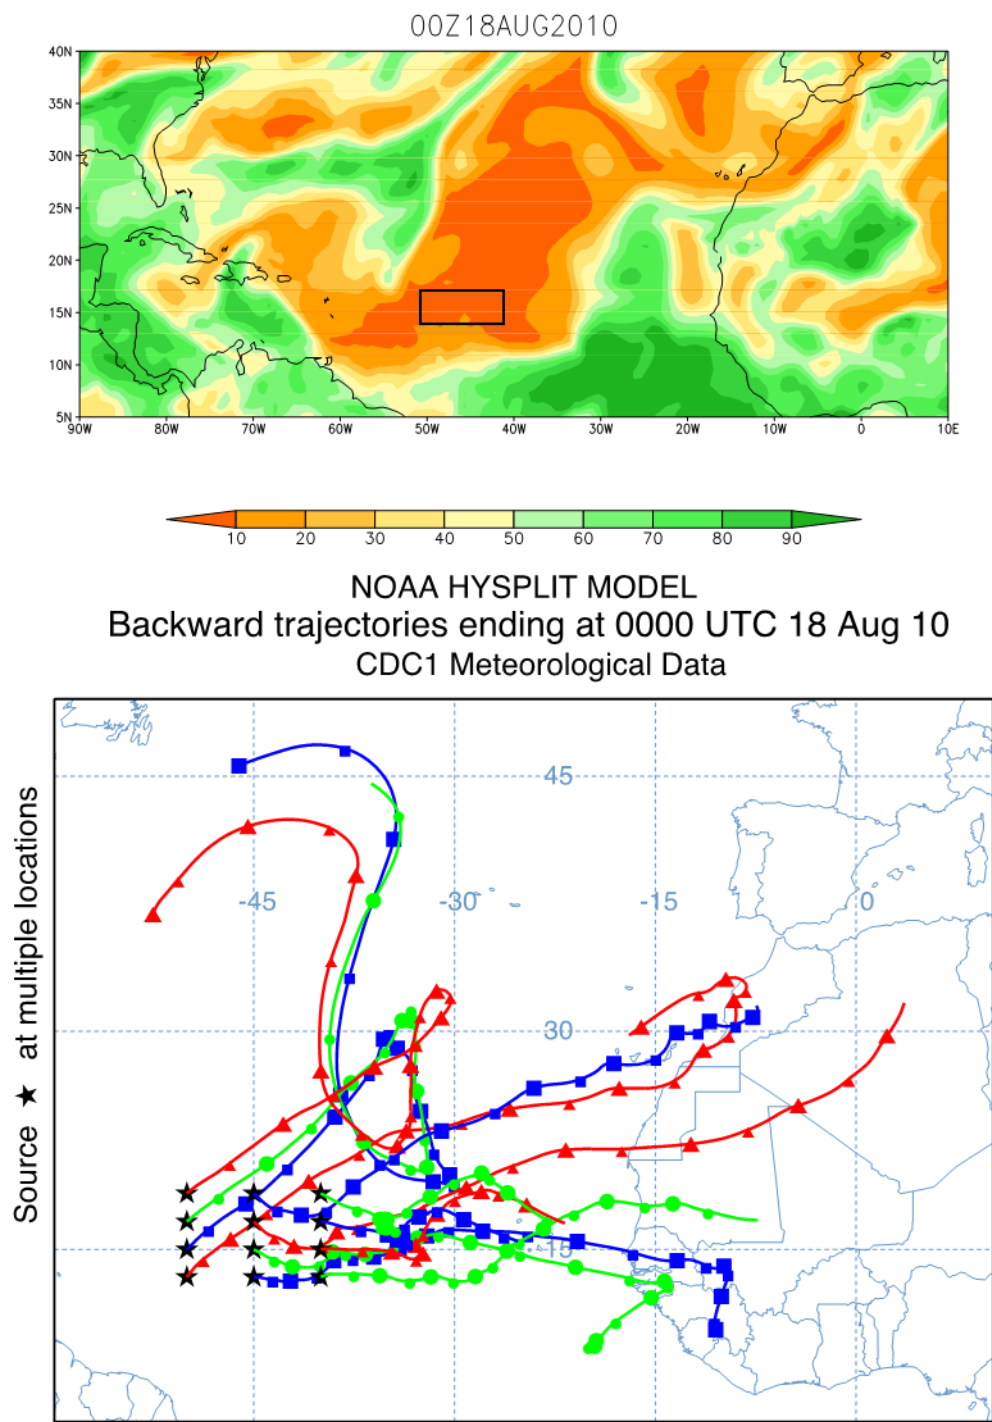 00Z18AUG2010
40N
35N
30N
25N
20N
15N
10N
5N
90W 80W 70W 60W 50W 40W 30W 20W 10W 0 10E
10 20 30 40 50 60 70 80 90
NOAA HYSPLIT MODEL
Backward trajectories ending at 0000 UTC 18 Aug 10
CDC1 Meteorological Data
Source ★ at multiple locations
45
-45 -30 -15 0
30
15